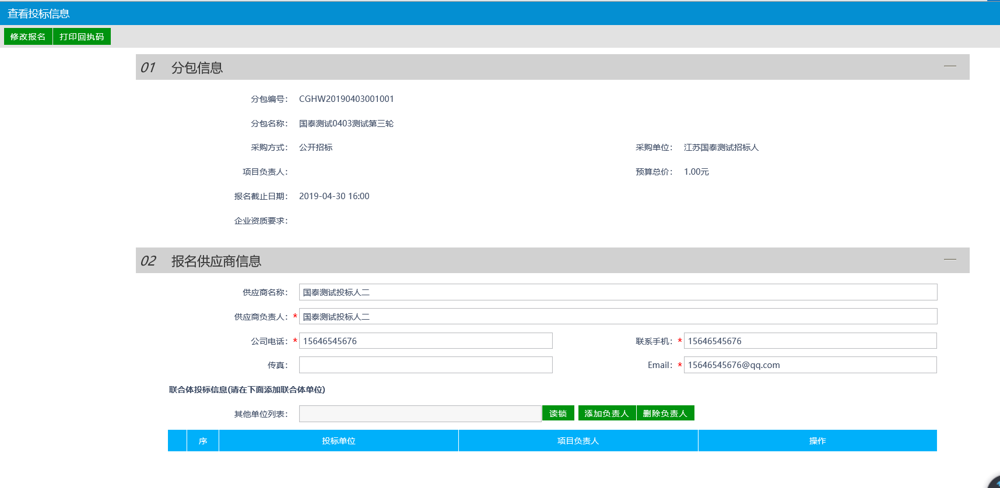 查看投标信息
修改报名 打印回执码
01 分包信息
分包编号： CGHW20190403001001
分包名称： 国泰测试0403测试第三轮
采购方式： 公开招标 采购单位： 江苏国泰测试招标人
项目负责人： 预算总价： 1.00元
报名截止日期： 2019-04-30 16:00
企业资质要求：
02 报名供应商信息
供应商名称： 国泰测试投标人二
供应商负责人：* 国泰测试投标人二
公司电话：* 15646545676 联系手机：* 15646545676
传真： Email：* 15646545676@qq.com
联合体投标信息(请在下面添加联合体单位)
其他单位列表： 读锁 添加负责人 删除负责人
序 投标单位 项目负责人 操作